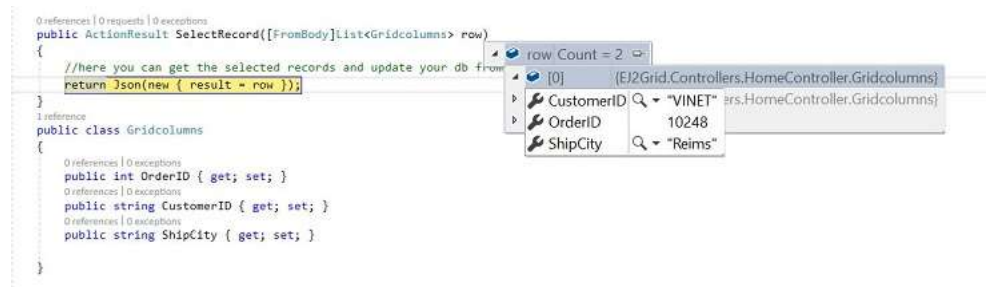 0 references | 0 requests | 0 exceptions
public ActionResult SelectRecord([FromBody]List<Gridcolumns> row)
{
row Count = 2
//here you can get the selected records and update your db from
[0] {EJ2Grid.Controllers.HomeController.Gridcolumns}
return Json(new { result = row });
CustomerID "VINET" ers.HomeController.Gridcolumns}
}
OrderID 10248
1 reference
public class Gridcolumns
ShipCity "Reims"
{
0 references | 0 exceptions
public int OrderID { get; set; }
0 references | 0 exceptions
public string CustomerID { get; set; }
0 references | 0 exceptions
public string ShipCity { get; set; }
}